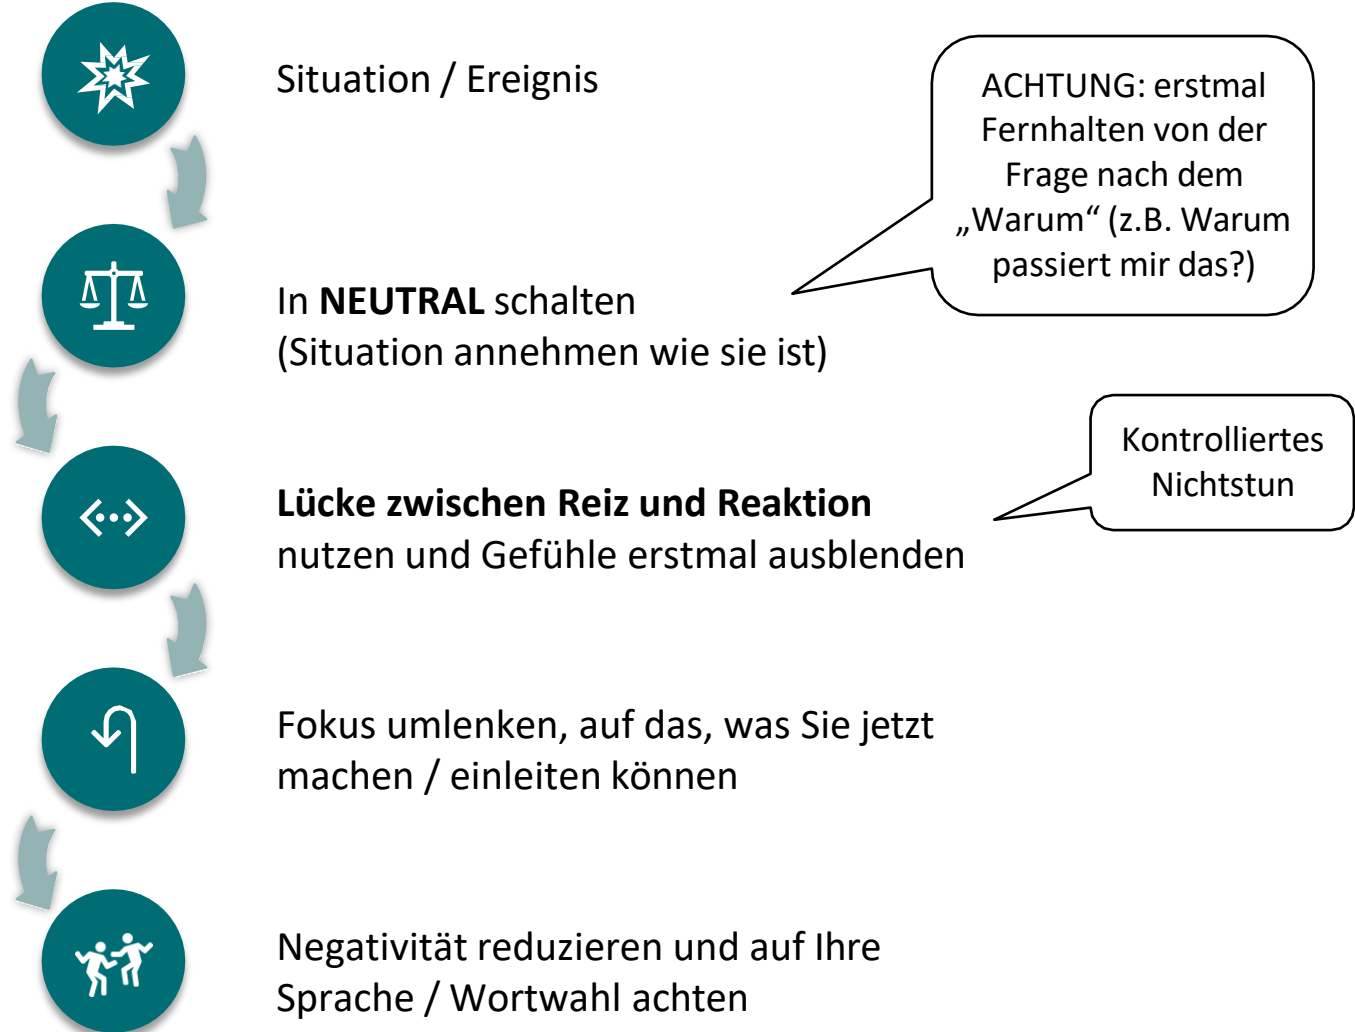 Situation / Ereignis
ACHTUNG: erstmal
Fernhalten von der
Frage nach dem
„Warum“ (z.B. Warum
passiert mir das?)
In NEUTRAL schalten
(Situation annehmen wie sie ist)
Kontrolliertes
Nichtstun
Lücke zwischen Reiz und Reaktion
nutzen und Gefühle erstmal ausblenden
Fokus umlenken, auf das, was Sie jetzt
machen / einleiten können
Negativität reduzieren und auf Ihre
Sprache / Wortwahl achten